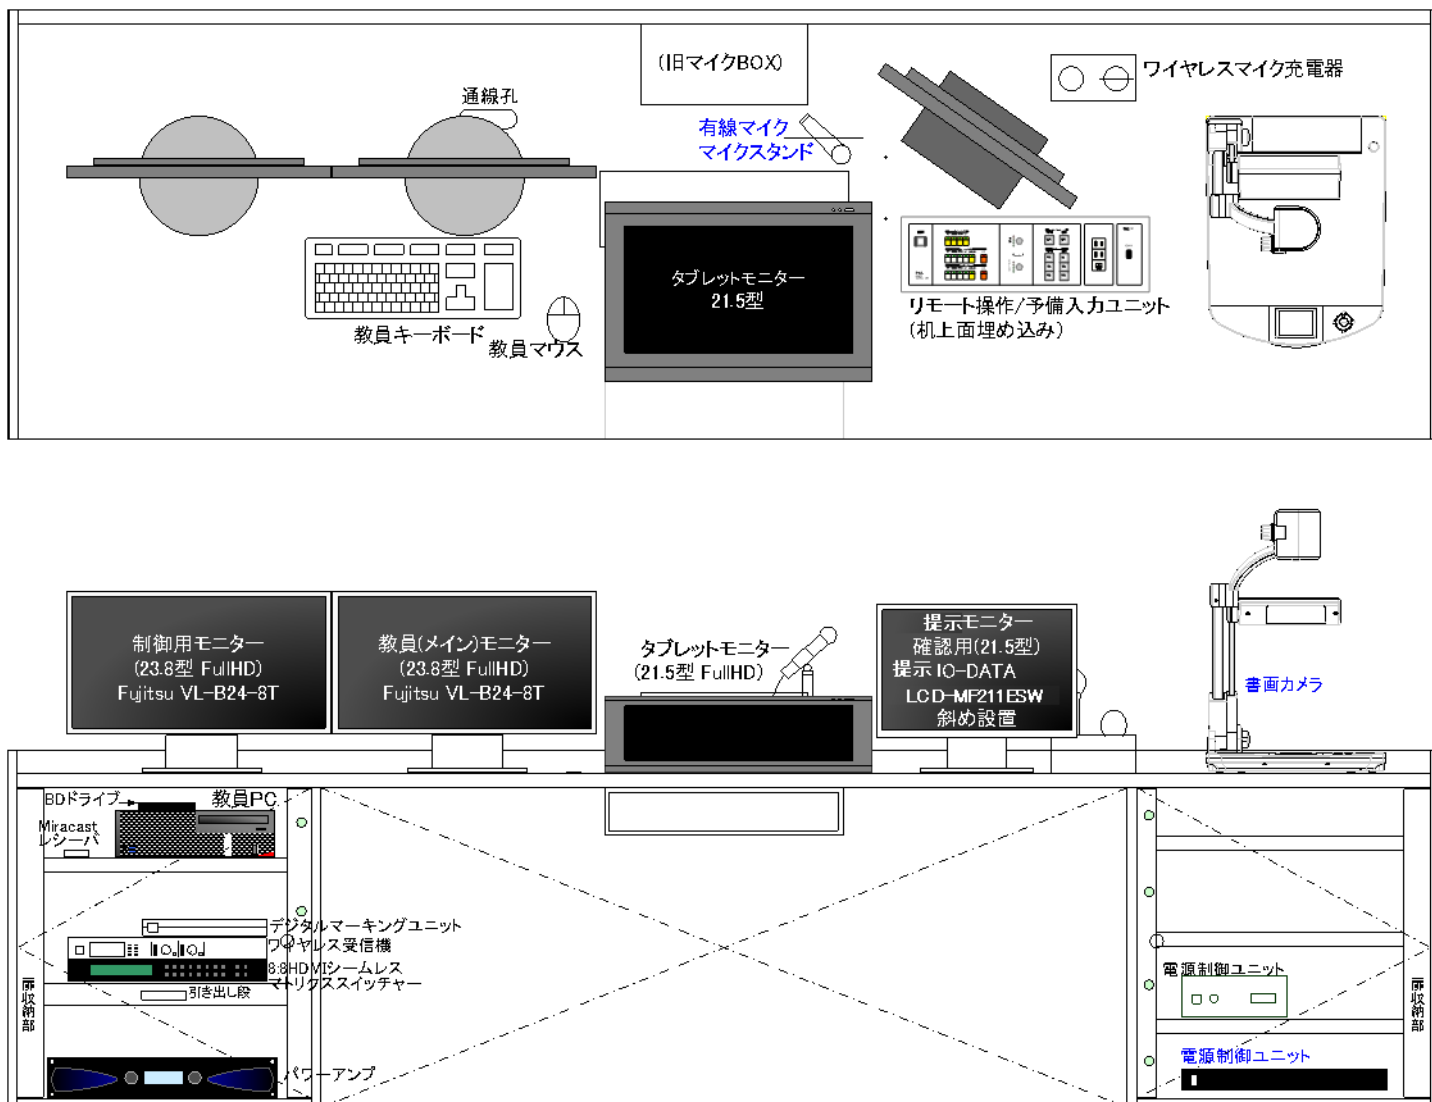 (旧マイクBOX)
ワイヤレスマイク充電器
通線孔
有線マイク
マイクスタンド
タブレットモニター
21.5型
教員キーボード
教員マウス
リモート操作/予備入力ユニット
(机上面埋め込み)
制御用モニター
(23.8型 FullHD)
Fujitsu VL-B24-8T
教員(メイン)モニター
(23.8型 FullHD)
Fujitsu VL-B24-8T
タブレットモニター
(21.5型 FullHD)
提示モニター
確認用(21.5型)
提示 IO-DATA
LCD-MF211ESW
斜め設置
書画カメラ
BDドライブ
教員PC
Miracast
レシーバ
デジタルマーキングユニット
ワイヤレス受信機
8:8HDMIシームレス
マトリクススイッチャー
引き出し段
扉収納部
パワーアンプ
電源制御ユニット
扉収納部
電源制御ユニット